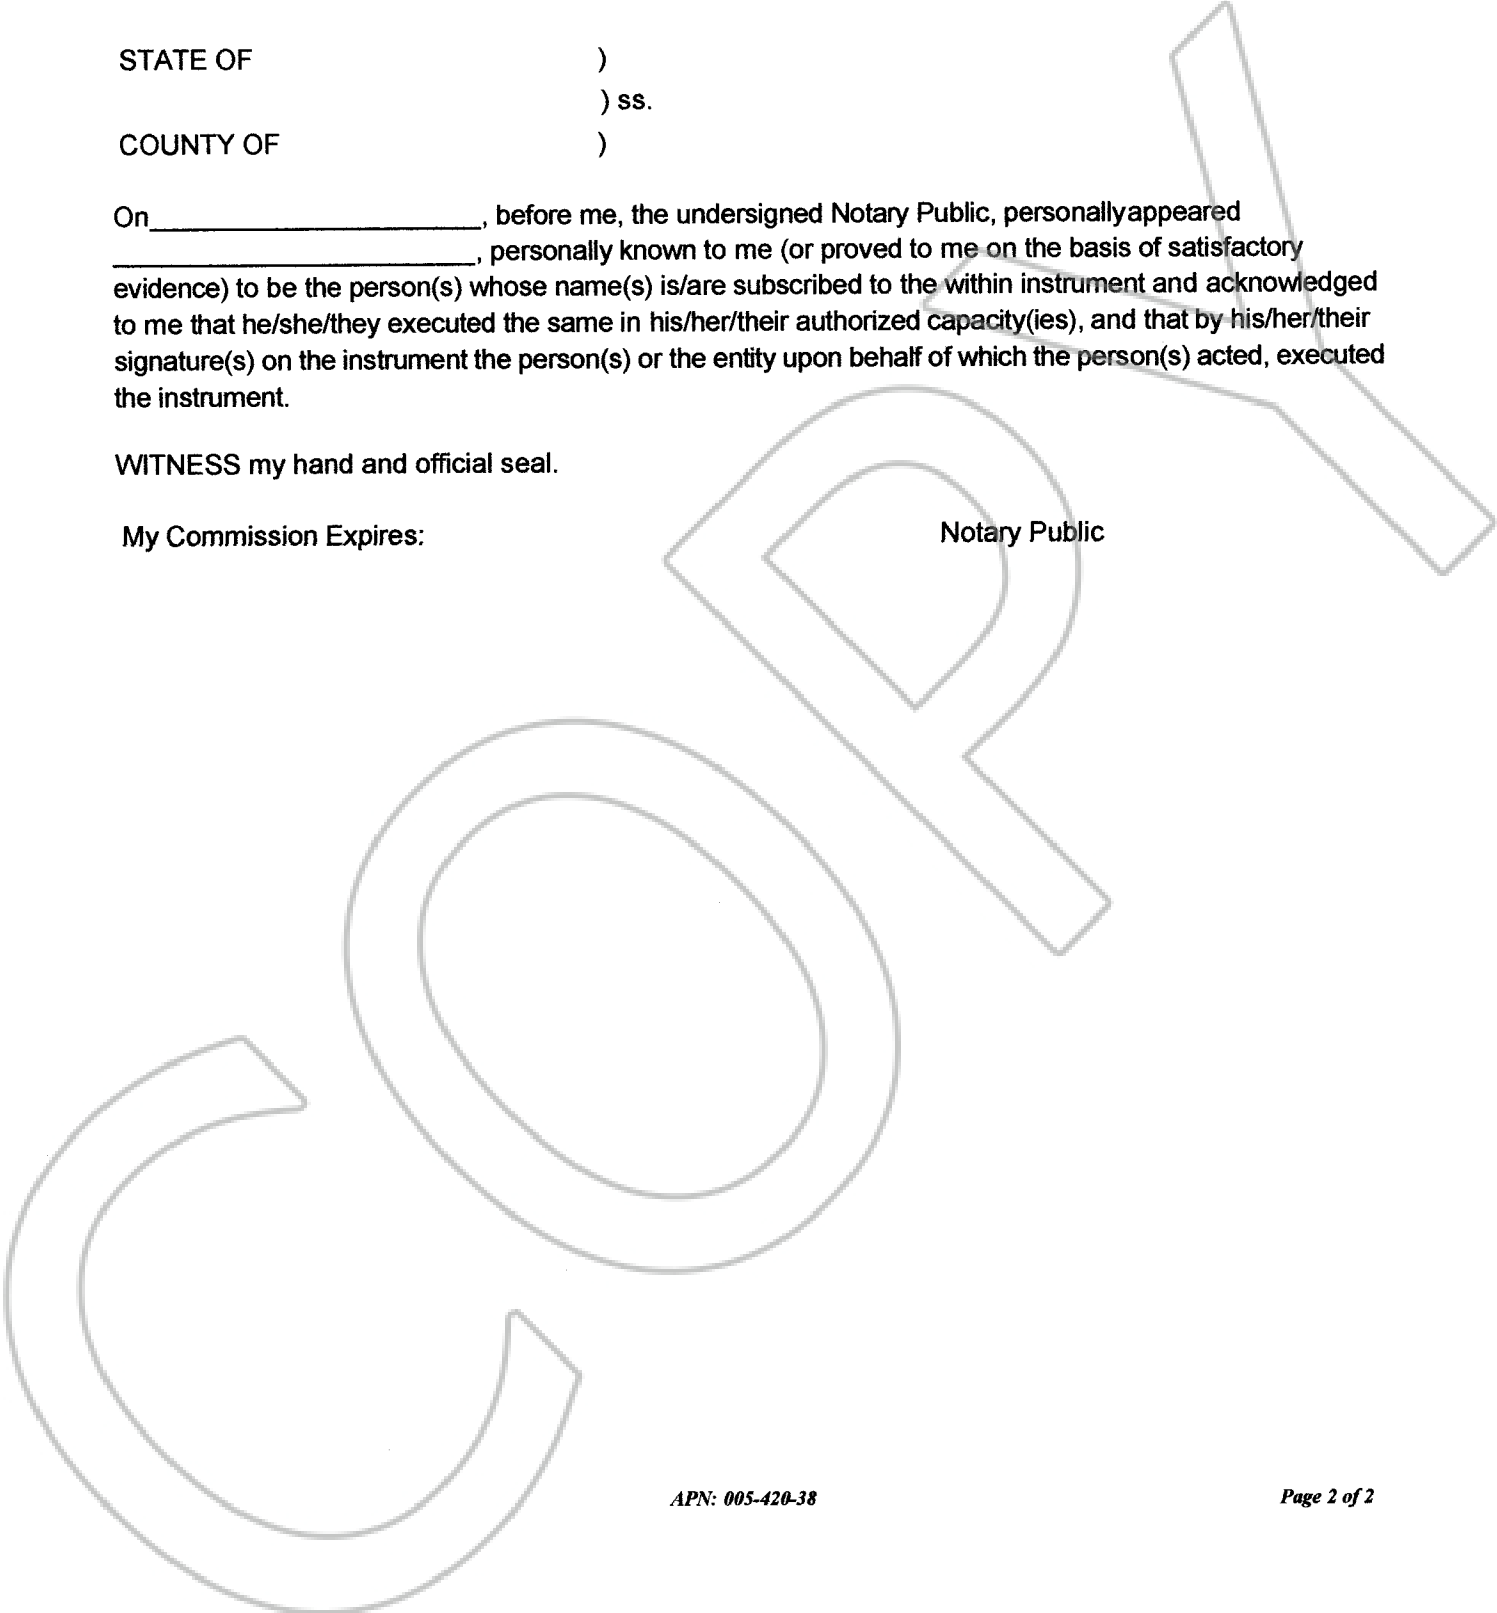 STATE OF )
) ss.
COUNTY OF )
On_______________________, before me, the undersigned Notary Public, personallyappeared
_________________________, personally known to me (or proved to me on the basis of satisfactory
evidence) to be the person(s) whose name(s) is/are subscribed to the within instrument and acknowledged
to me that he/she/they executed the same in his/her/their authorized capacity(ies), and that by his/her/their
signature(s) on the instrument the person(s) or the entity upon behalf of which the person(s) acted, executed
the instrument.
WITNESS my hand and official seal.
My Commission Expires: Notary Public
COPY
APN: 005-420-38 Page 2 of 2